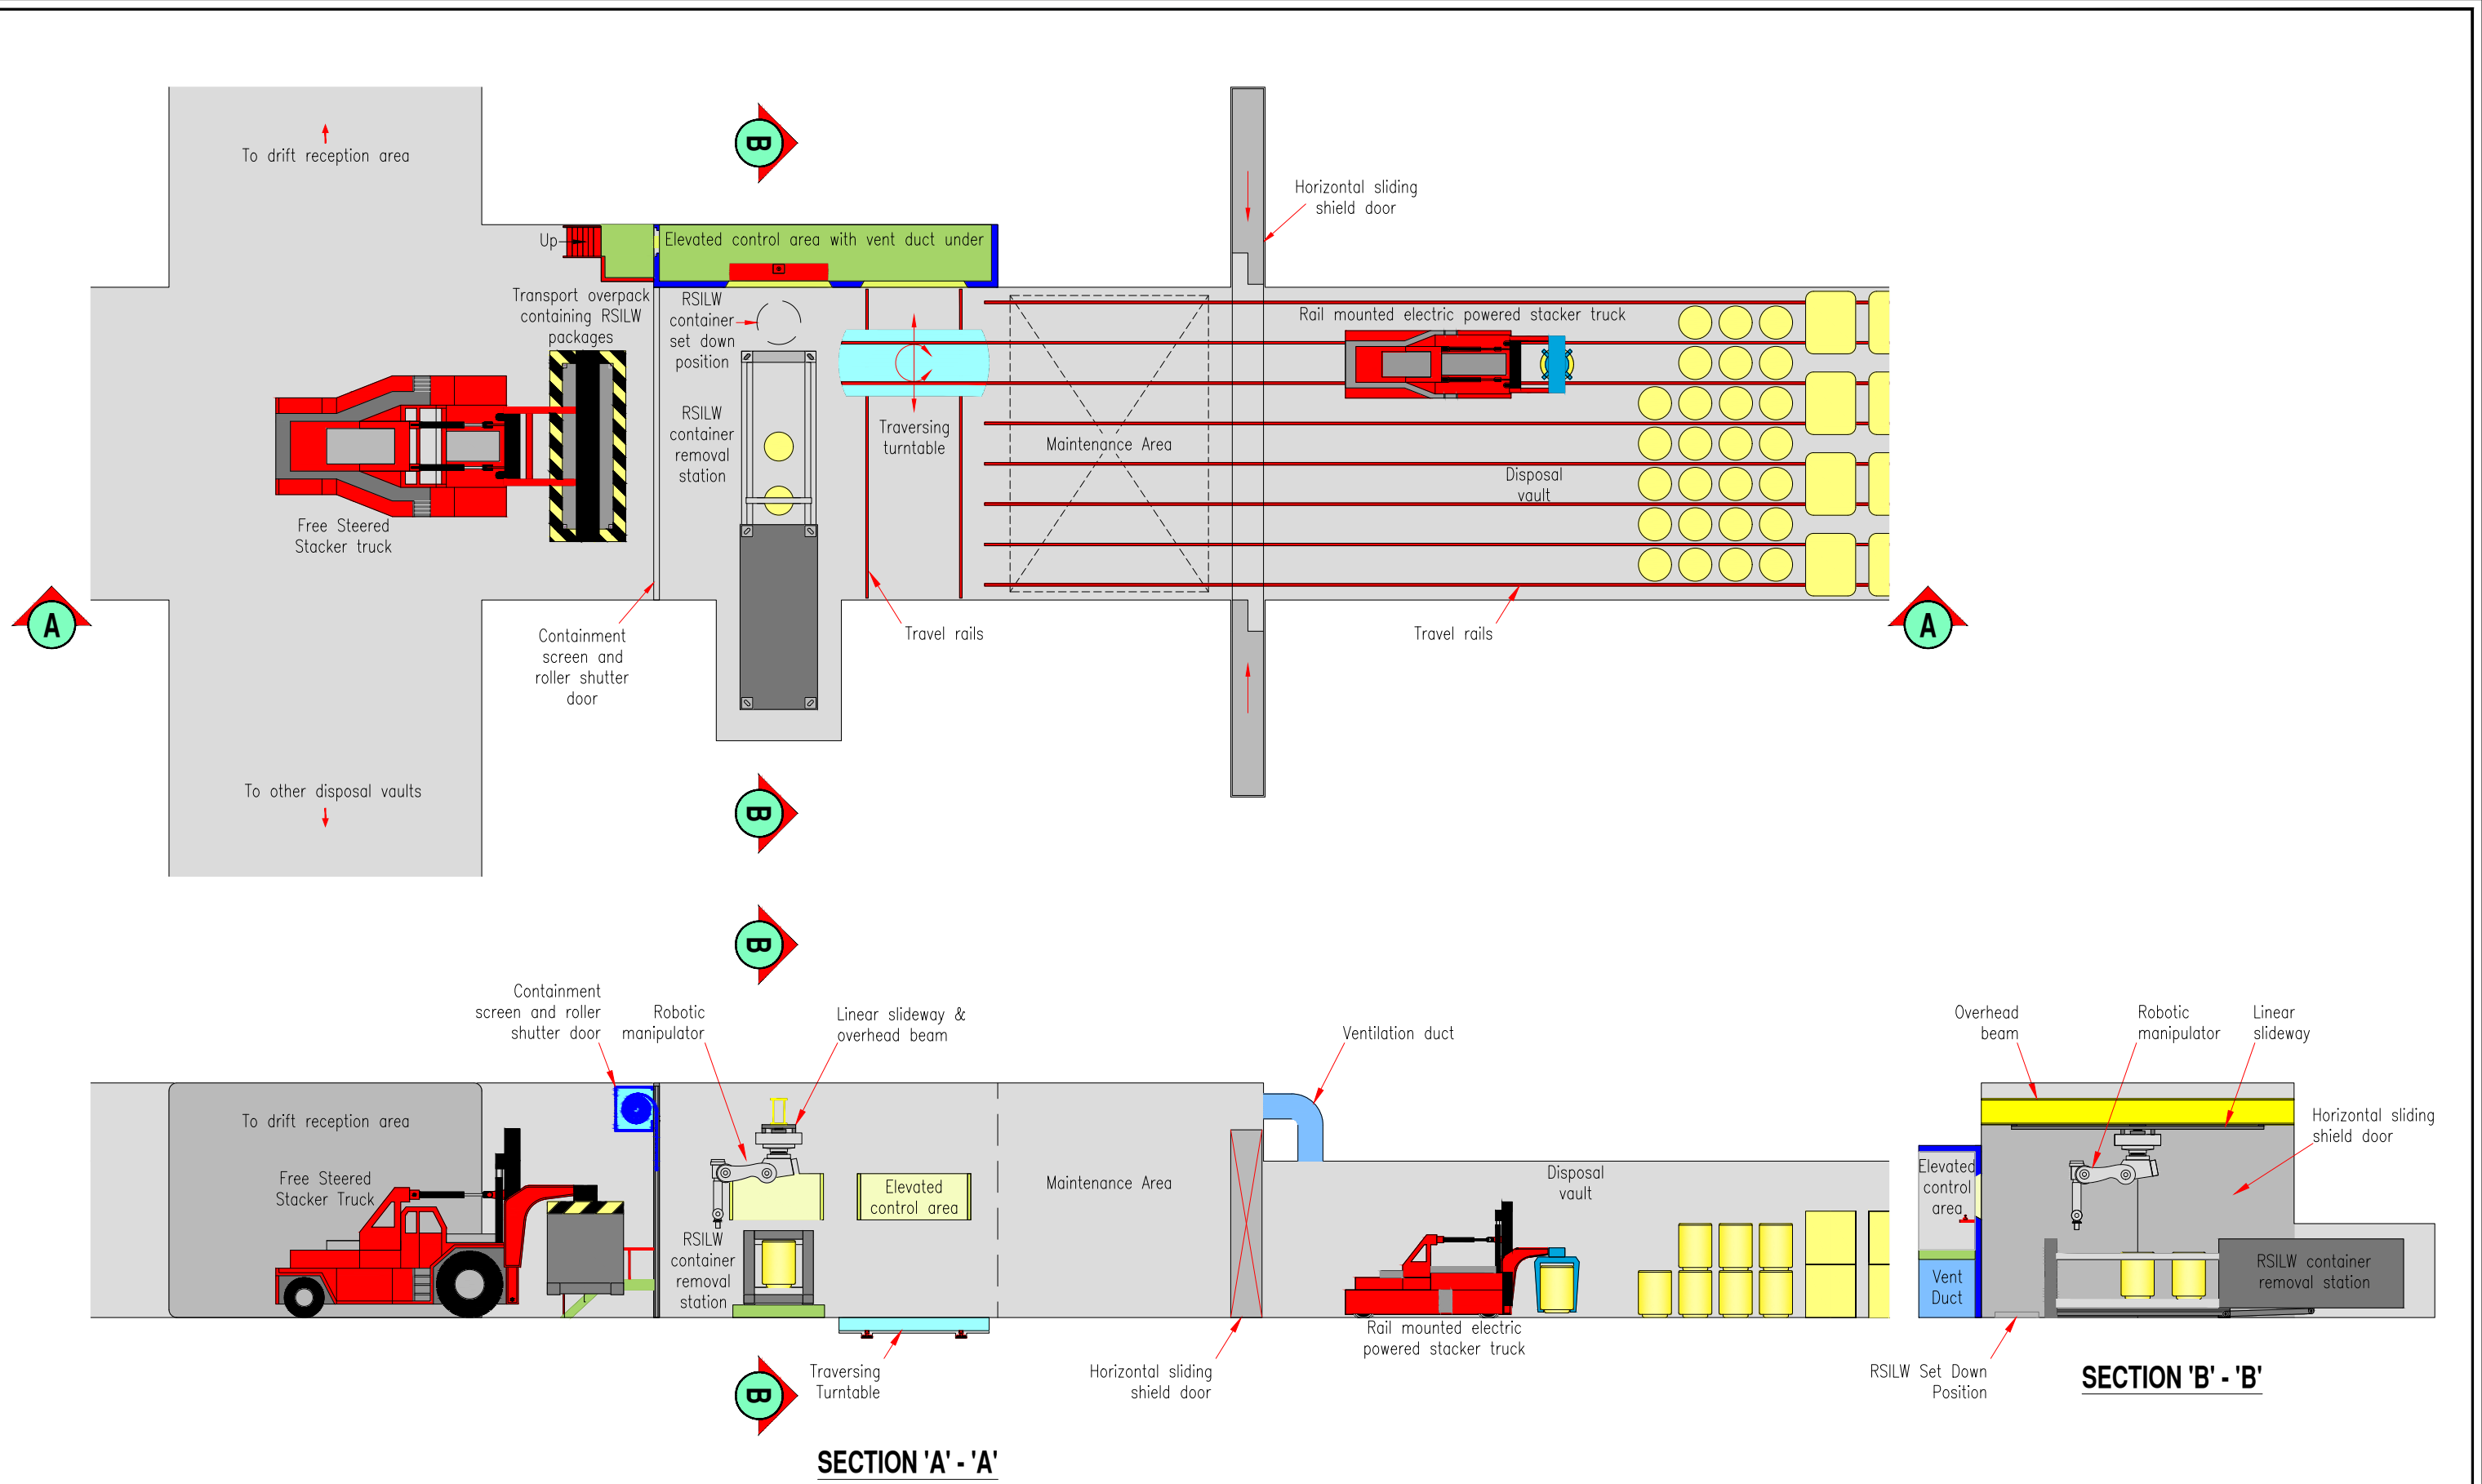 B
To drift reception area
Horizontal sliding
shield door
Up
Elevated control area with vent duct under
Transport overpack
containing RSILW
packages
RSILW
container
set down
position
Rail mounted electric powered stacker truck
RSILW
container
removal
station
Traversing
turntable
Maintenance Area
Disposal
vault
Free Steered
Stacker truck
A
A
Containment
screen and
roller shutter
door
Travel rails
Travel rails
To other disposal vaults
B
B
Containment
screen and roller
shutter door
Robotic
manipulator
Linear slideway &
overhead beam
Ventilation duct
Overhead
beam
Robotic
manipulator
Linear
slideway
To drift reception area
Horizontal sliding
shield door
Free Steered
Stacker Truck
Elevated
control area
Maintenance Area
Disposal
vault
Elevated
control
area
RSILW
container
removal
station
Vent
Duct
RSILW container
removal station
Rail mounted electric
powered stacker truck
Traversing
Turntable
Horizontal sliding
shield door
RSILW Set Down
Position
B
SECTION 'B' - 'B'
SECTION 'A' - 'A'